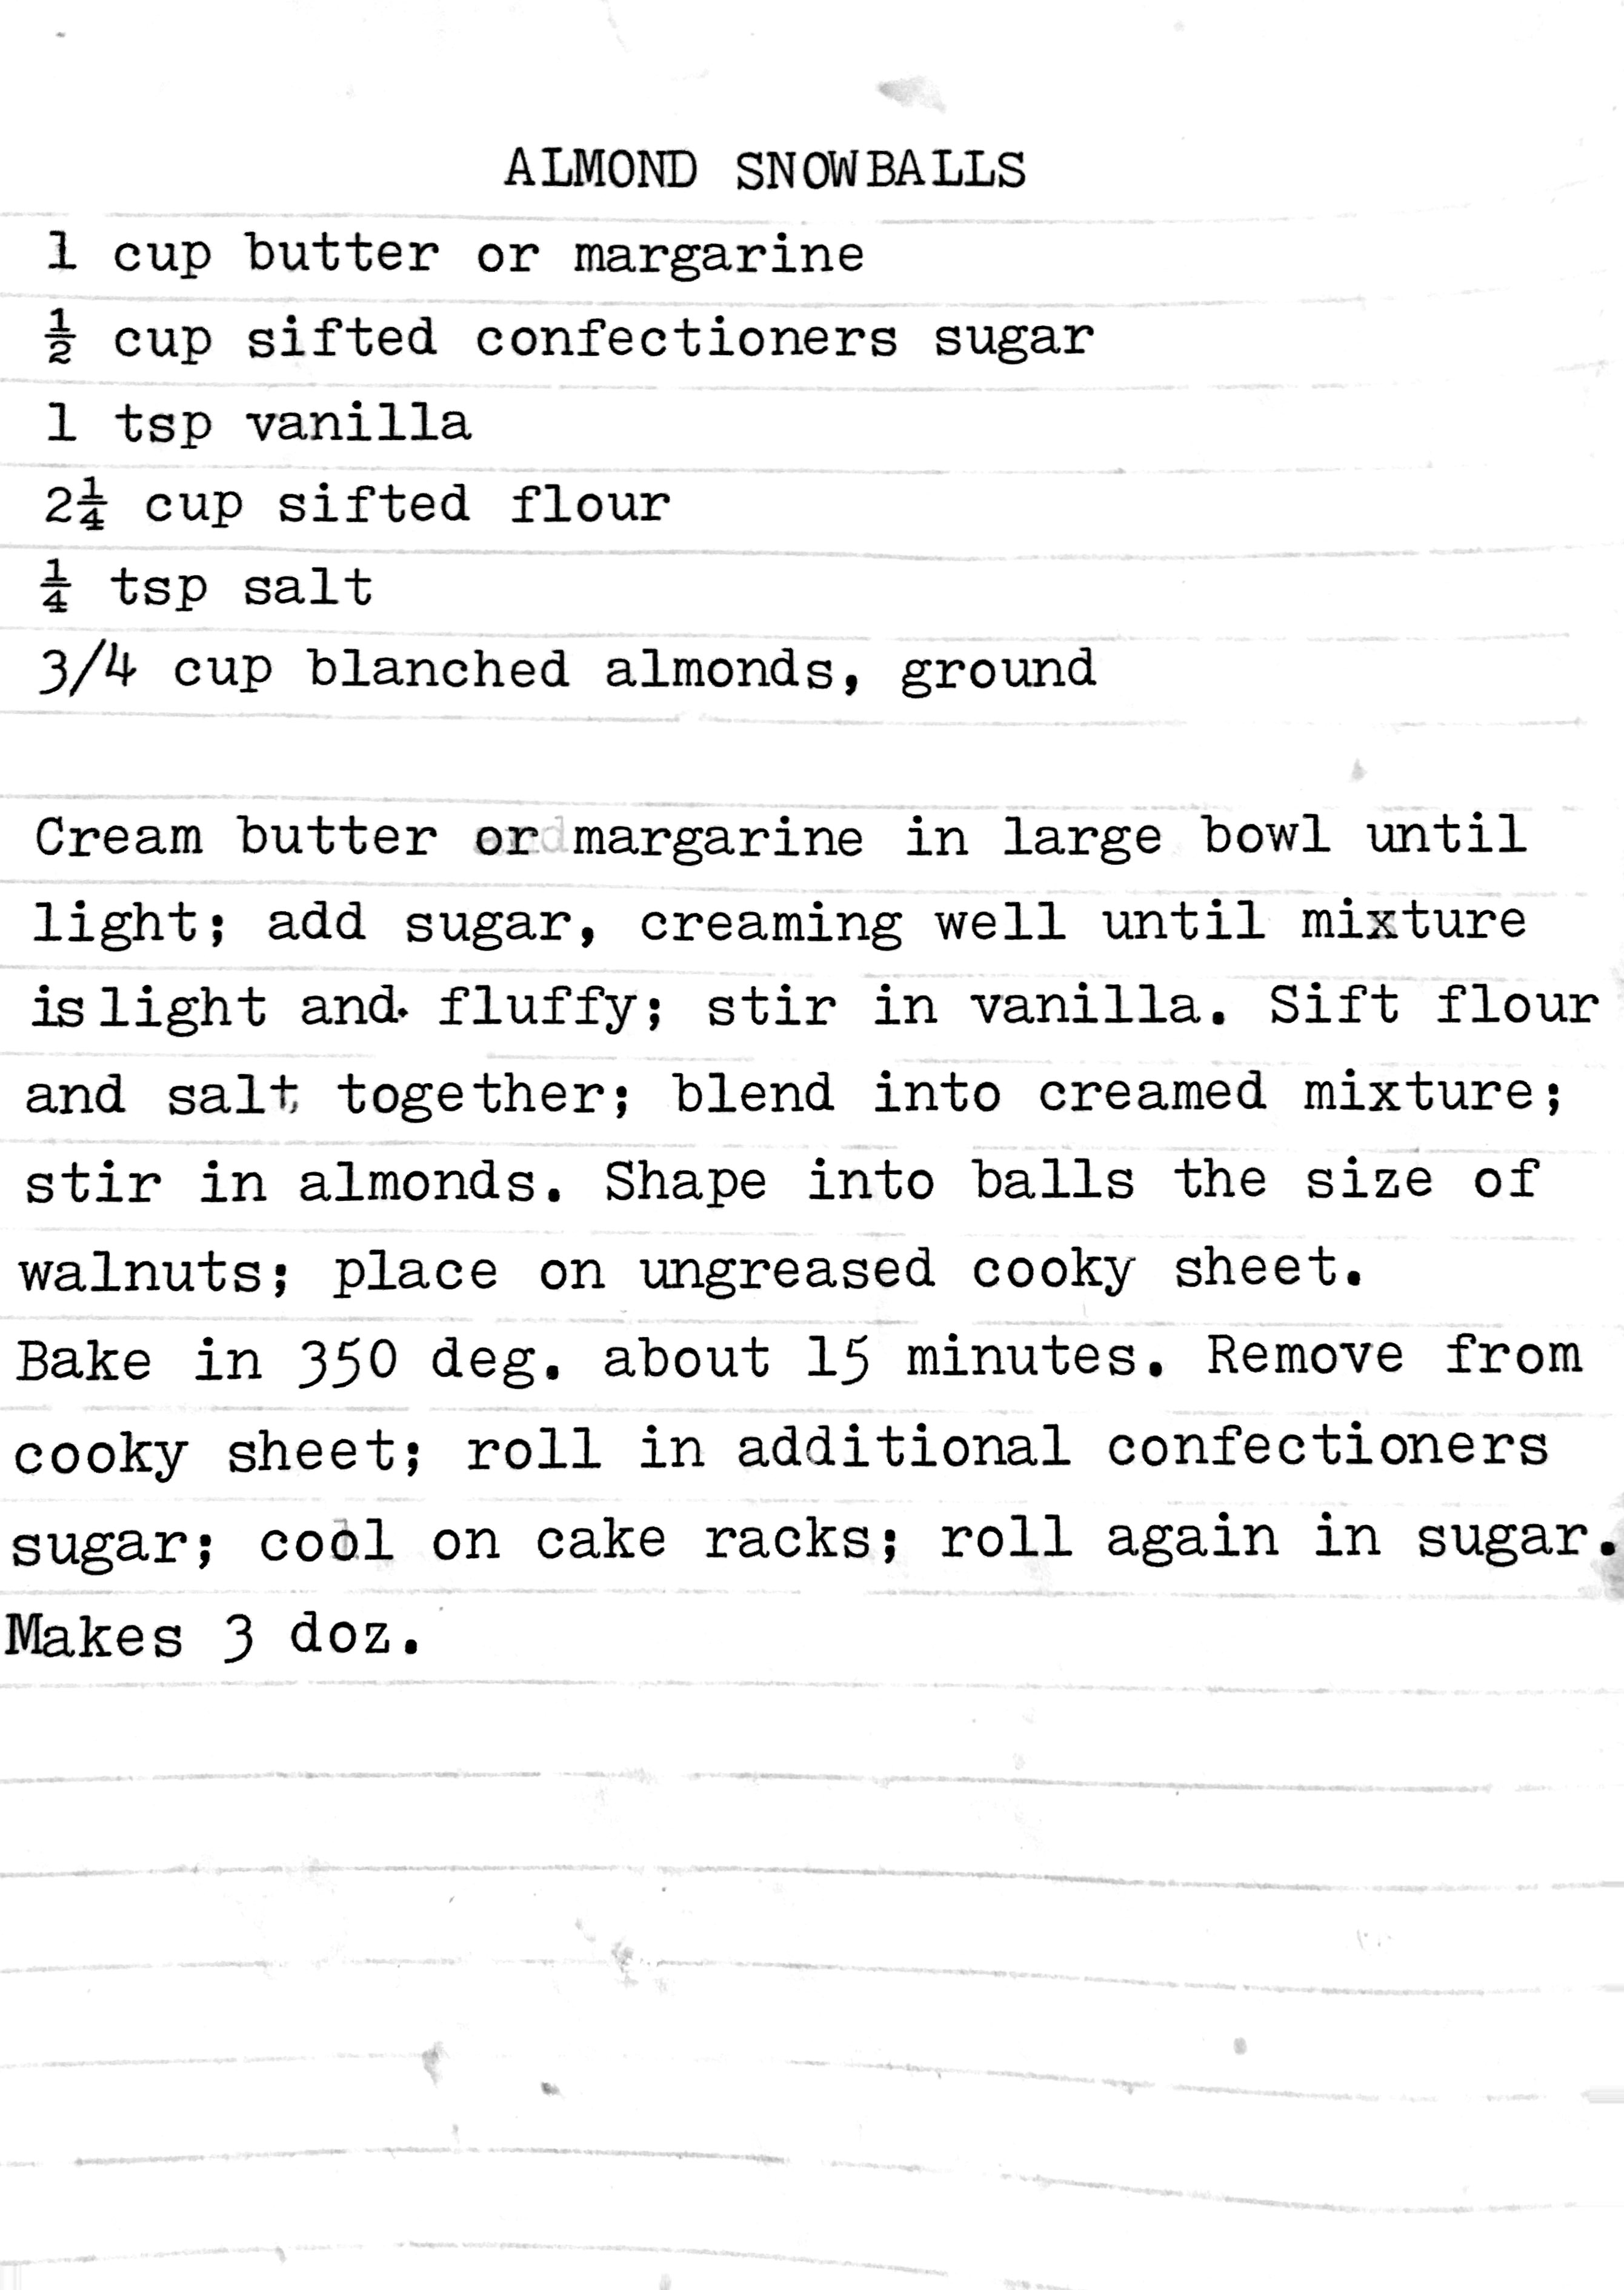 ALMOND SNOWBALLS
1 cup butter or margarine
½ cup sifted confectioners sugar
1 tsp vanilla
2¼ cup sifted flour
¼ tsp salt
3/4 cup blanched almonds, ground
Cream butter or margarine in large bowl until
light; add sugar, creaming well until mixture
is light and fluffy; stir in vanilla. Sift flour
and salt together; blend into creamed mixture;
stir in almonds. Shape into balls the size of
walnuts; place on ungreased cooky sheet.
Bake in 350 deg. about 15 minutes. Remove from
cooky sheet; roll in additional confectioners
sugar; cool on cake racks; roll again in sugar.
Makes 3 doz.